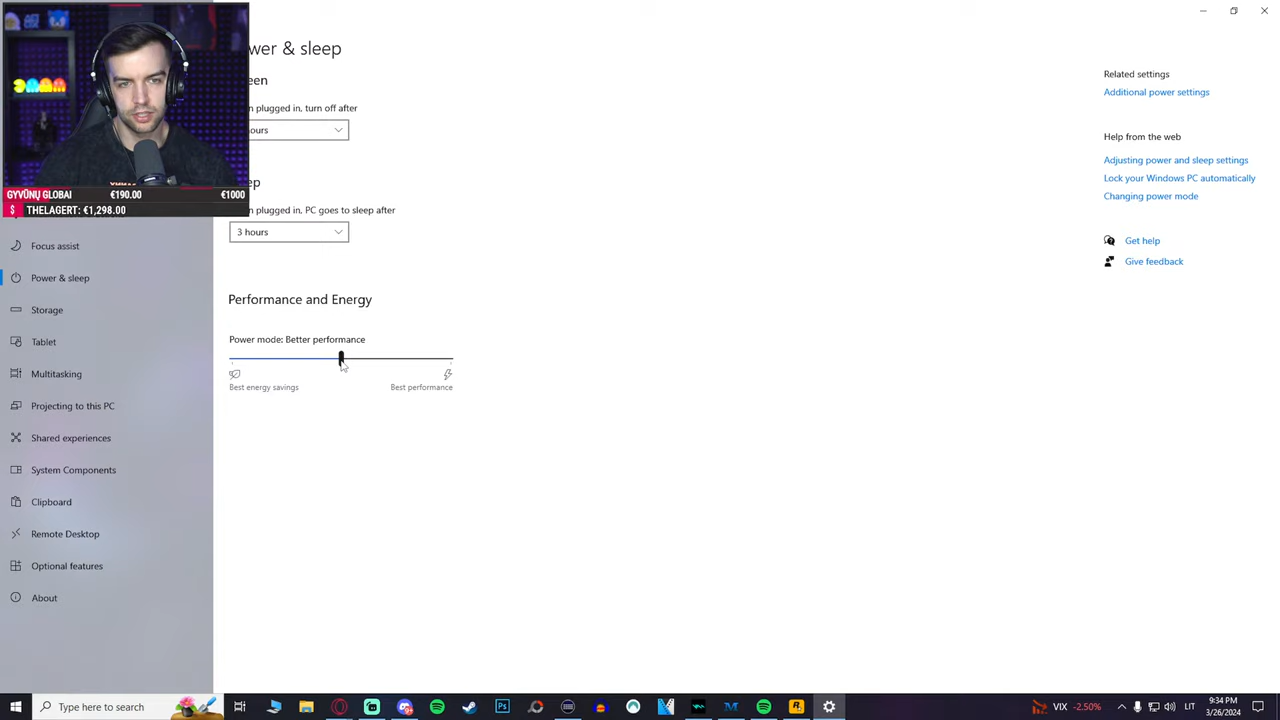 wer & sleep
een
n plugged in, turn off after
ours
GYVŪNŲ GLOBAI €190.00 €1000
$ THELAGERT: €1,298.00
ep
n plugged in, PC goes to sleep after
3 hours
Performance and Energy
Power mode: Better performance
Best energy savings
Best performance
Focus assist
Power & sleep
Storage
Tablet
Multitasking
Projecting to this PC
Shared experiences
System Components
Clipboard
Remote Desktop
Optional features
About
Related settings
Additional power settings
Help from the web
Adjusting power and sleep settings
Lock your Windows PC automatically
Changing power mode
Get help
Give feedback
Type here to search
Ps
VIX -2.50%
LIT
9:34 PM
3/26/2024